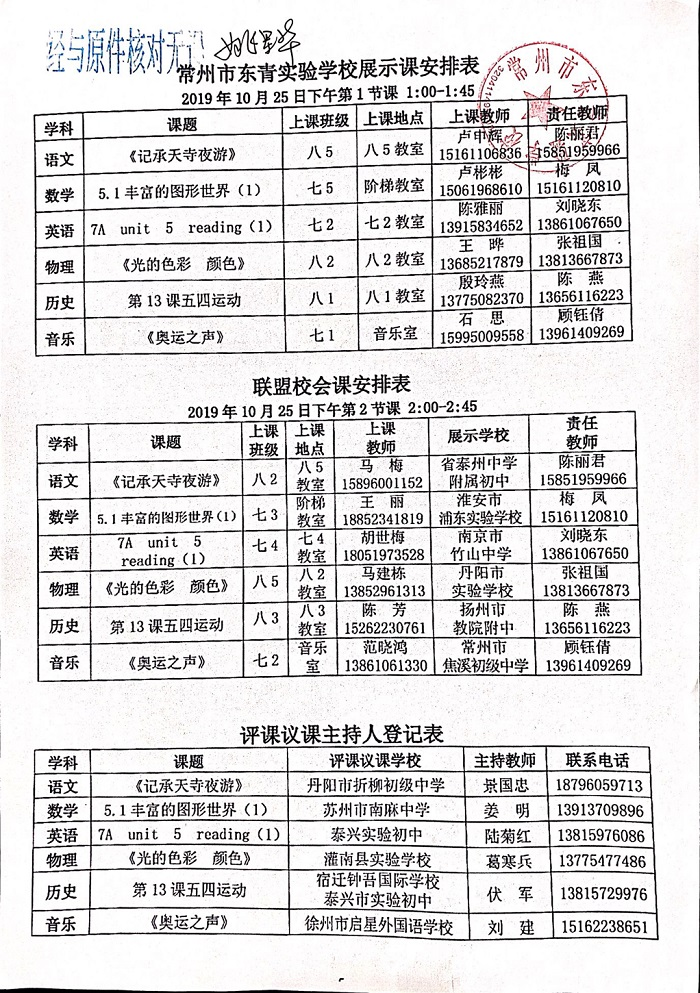 经与原件核对无误
常州市东青实验学校展示课安排表
2019年10月25日下午第1节课 1:00-1:45
学科 课题 上课班级 上课地点 上课教师 责任教师
语文 《记承天寺夜游》 八5 八5教室 卢申辉 15161106836 陈丽君 15851959966
数学 5.1丰富的图形世界（1） 七5 阶梯教室 卢彬彬 15061968610 梅 凤 15161120810
英语 7A unit 5 reading（1） 七2 七2教室 陈雅丽 13915834652 刘晓东 13861067650
物理 《光的色彩 颜色》 八2 八2教室 王 晔 13685217879 张祖国 13813667873
历史 第13课五四运动 八1 八1教室 殷玲燕 13775082370 陈 燕 13656116223
音乐 《奥运之声》 七1 音乐室 石 思 15995009558 顾钰倩 13961409269
联盟校会课安排表
2019年10月25日下午第2节课 2:00-2:45
学科 课题 上课班级 上课地点 上课教师 展示学校 责任教师
语文 《记承天寺夜游》 八2 八5教室 马 梅 15896001152 省泰州中学附属初中 陈丽君 15851959966
数学 5.1丰富的图形世界（1） 七3 阶梯教室 王 丽 18852341819 淮安市浦东实验学校 梅 凤 15161120810
英语 7A unit 5 reading（1） 七4 七4教室 胡世梅 18051973528 南京市竹山中学 刘晓东 13861067650
物理 《光的色彩 颜色》 八5 八2教室 马建栋 13852961313 丹阳市实验学校 张祖国 13813667873
历史 第13课五四运动 八3 八3教室 陈 芳 15262230761 扬州市教院附中 陈 燕 13656116223
音乐 《奥运之声》 七2 音乐室 范晓鸿 13861061330 常州市焦溪初级中学 顾钰倩 13961409269
评课议课主持人登记表
学科 课题 评课议课学校 主持教师 联系电话
语文 《记承天寺夜游》 丹阳市折柳初级中学 景国忠 18796059713
数学 5.1丰富的图形世界（1） 苏州市南麻中学 姜 明 13913709896
英语 7A unit 5 reading（1） 泰兴实验初中 陆菊红 13815976086
物理 《光的色彩 颜色》 灌南县实验学校 葛寒兵 13775477486
历史 第13课五四运动 宿迁钟吾国际学校 泰兴市实验初中 伏 军 13815729976
音乐 《奥运之声》 徐州市启星外国语学校 刘 建 15162238651